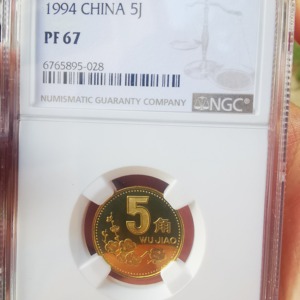 1994 CHINA 5J
PF 67
6765895-028
NUMISMATIC GUARANTY COMPANY
NGC
5角
WU JIAO